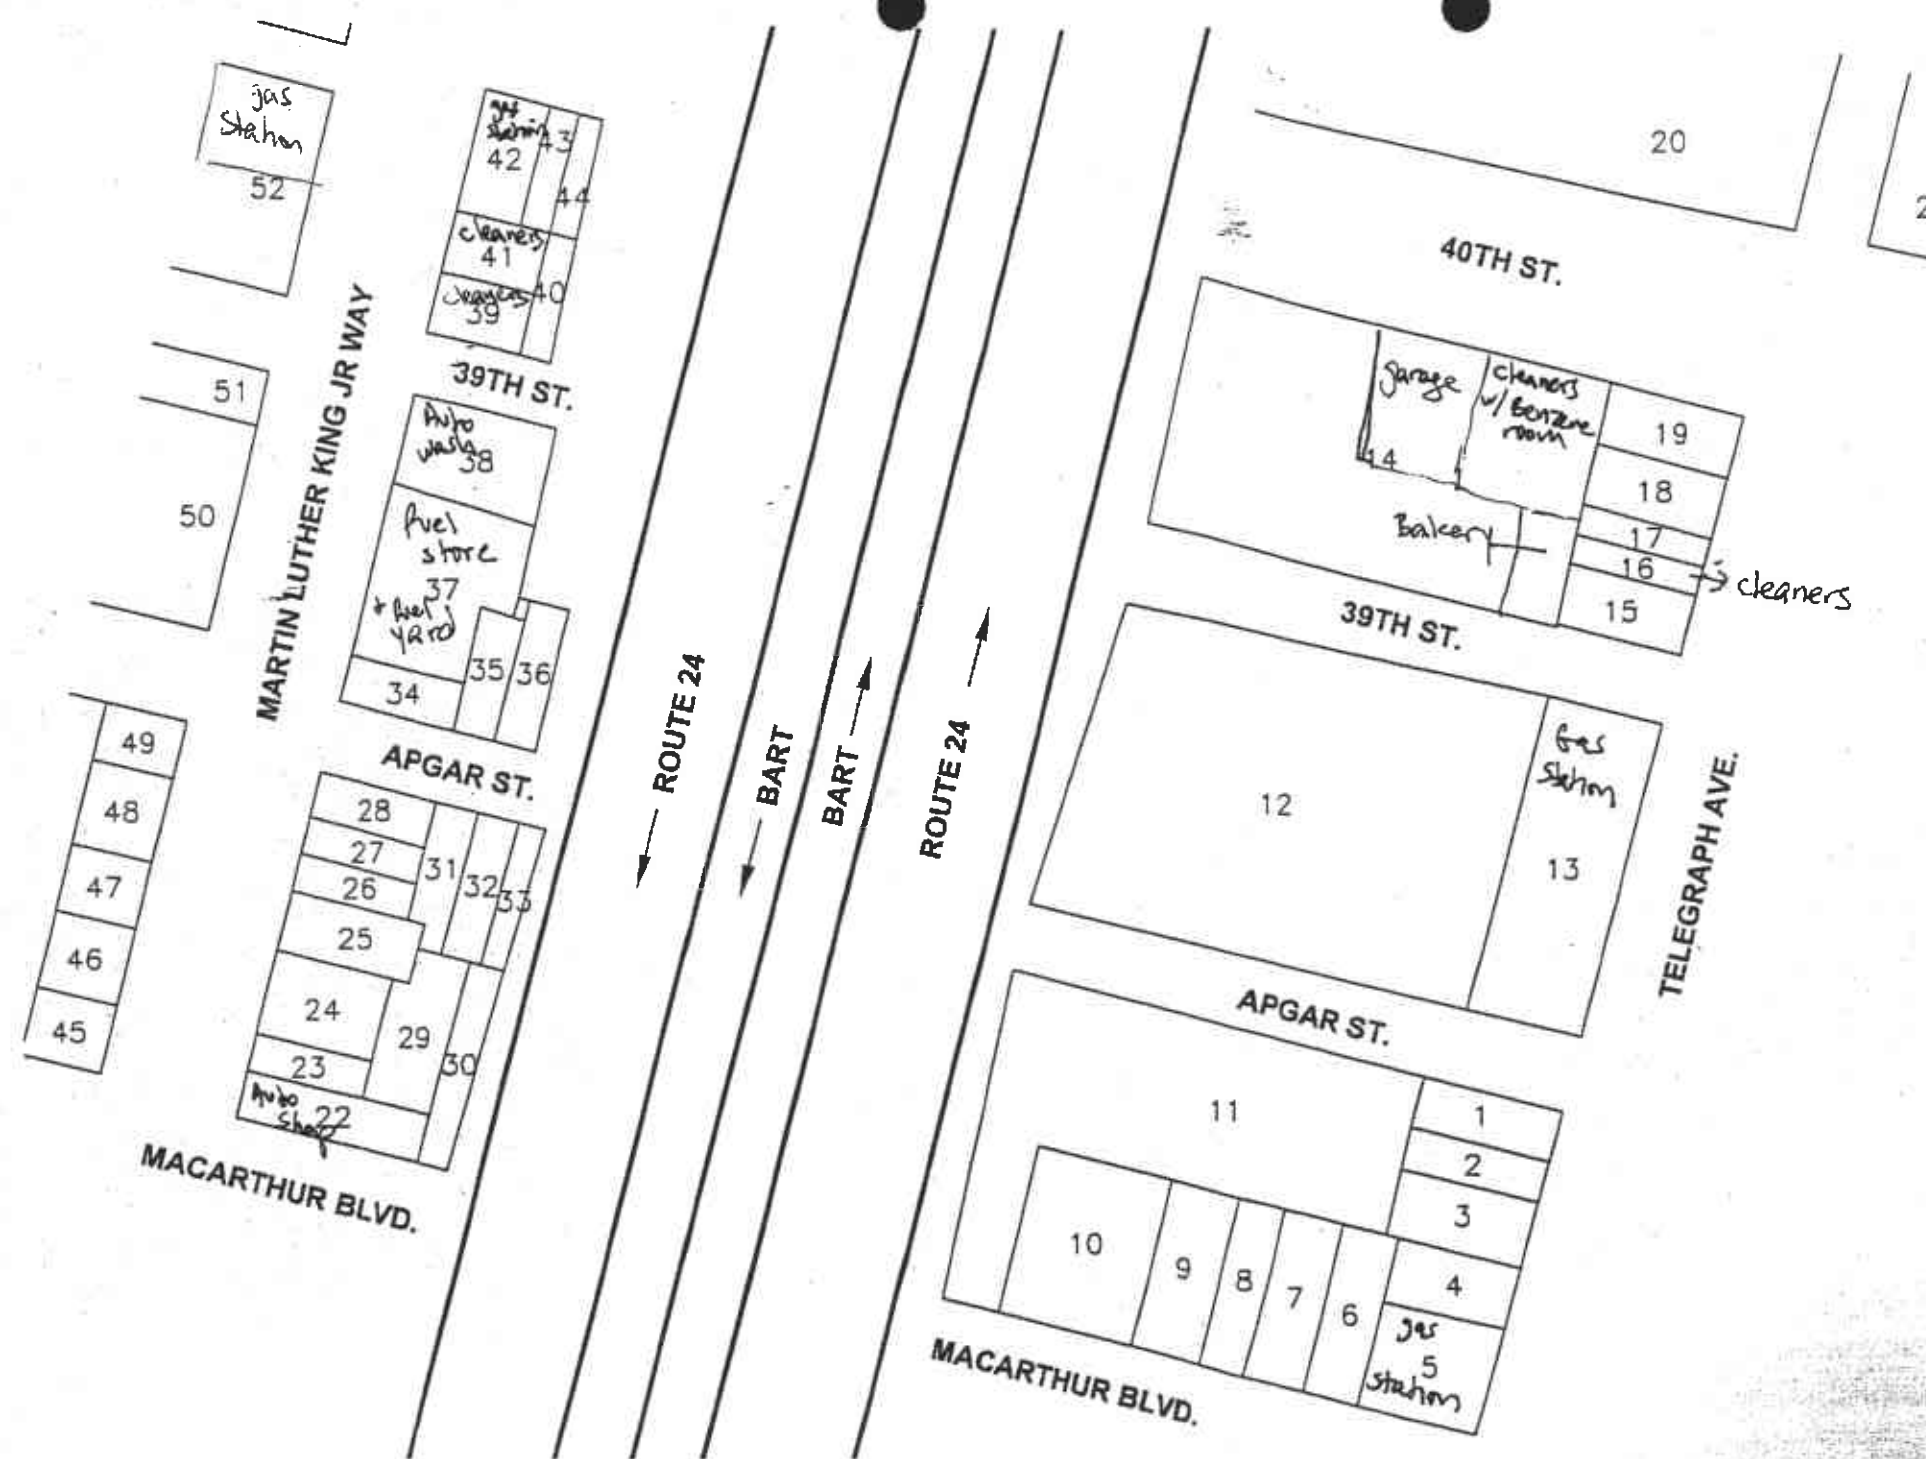 gas
station
52
gas
station
42
43
44
cleaners
41
40
cleaners
39
39TH ST.
51
50
MARTIN LUTHER KING JR WAY
Auto
wash
38
fuel
store
37
+ fuel
yard
35
36
34
APGAR ST.
49
48
47
46
45
28
27
26
25
24
23
31
32
33
29
30
Auto
Shop
22
MACARTHUR BLVD.
ROUTE 24
BART
BART
ROUTE 24
20
2
40TH ST.
garage
14
cleaners
w/ Benzene
room
Bakery
19
18
17
16
cleaners
15
39TH ST.
12
Gas
Station
13
TELEGRAPH AVE.
APGAR ST.
11
1
2
3
4
10
9
8
7
6
gas
5
station
MACARTHUR BLVD.